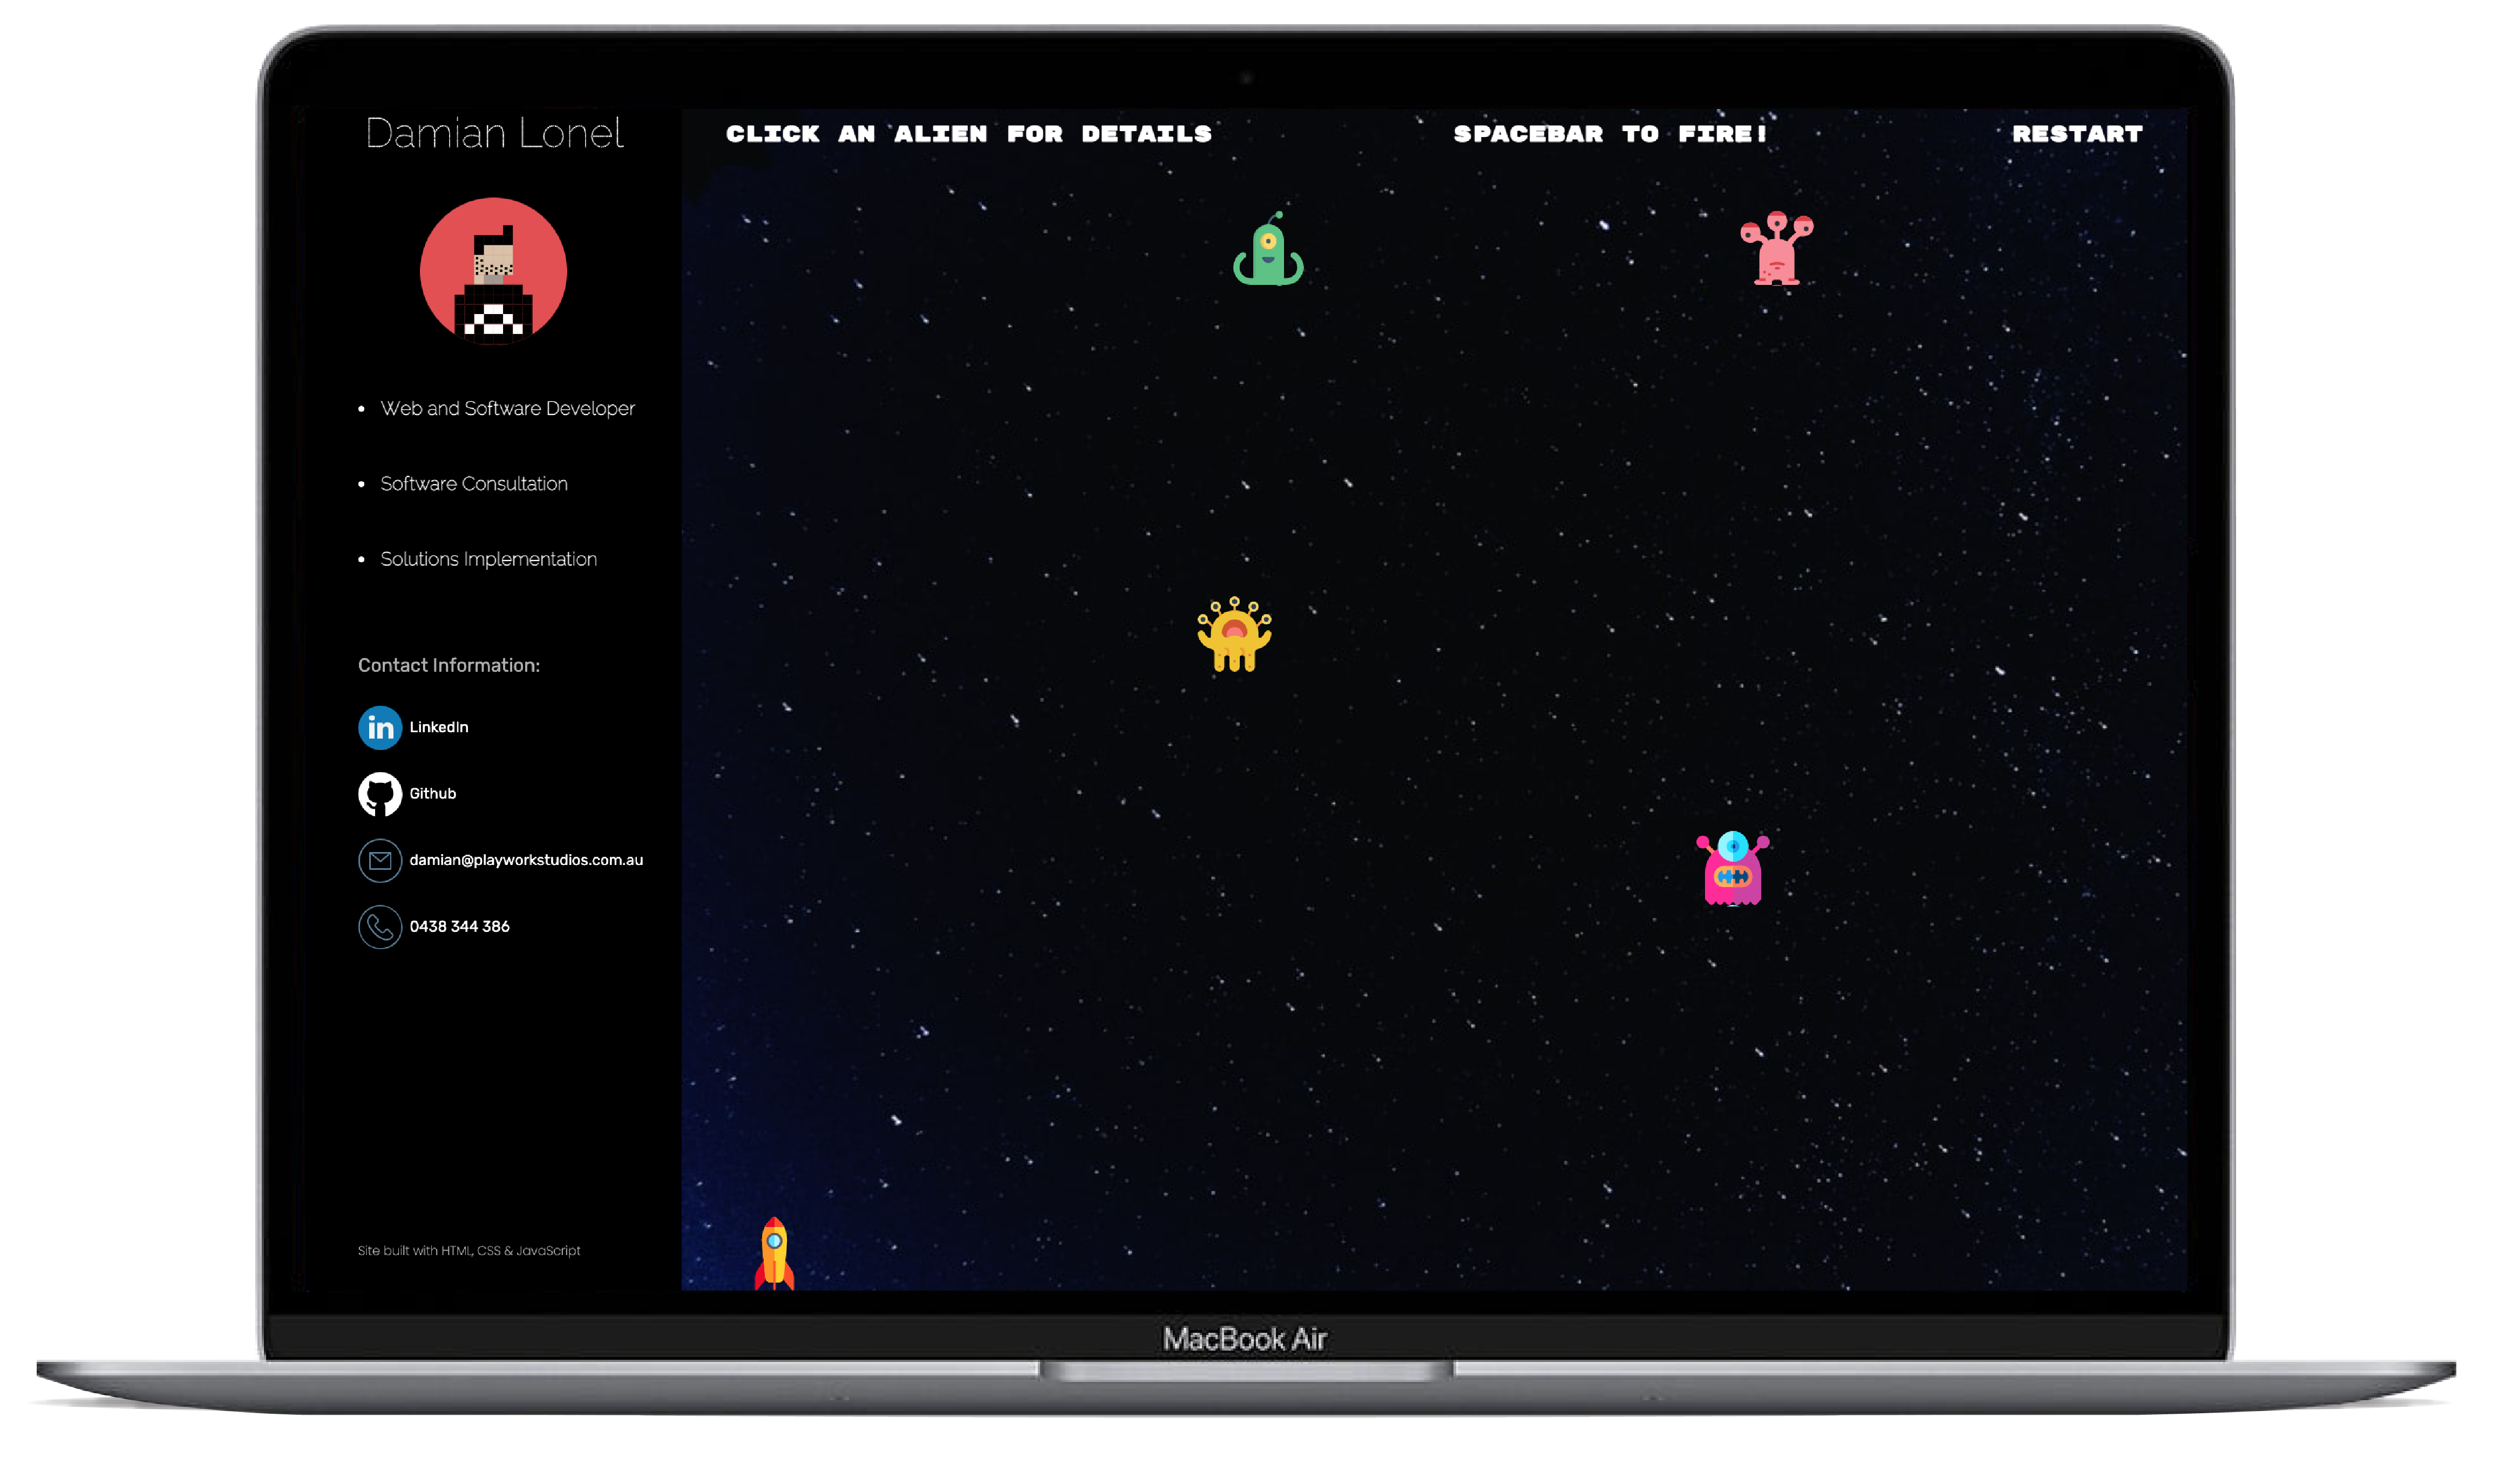 Damian Lonel
CLICK AN ALIEN FOR DETAILS
SPACEBAR TO FIRE!
RESTART
Web and Software Developer
Software Consultation
Solutions Implementation
Contact Information:
in LinkedIn
Github
damian@playworkstudios.com.au
0438 344 386
Site built with HTML, CSS & JavaScript
MacBook Air